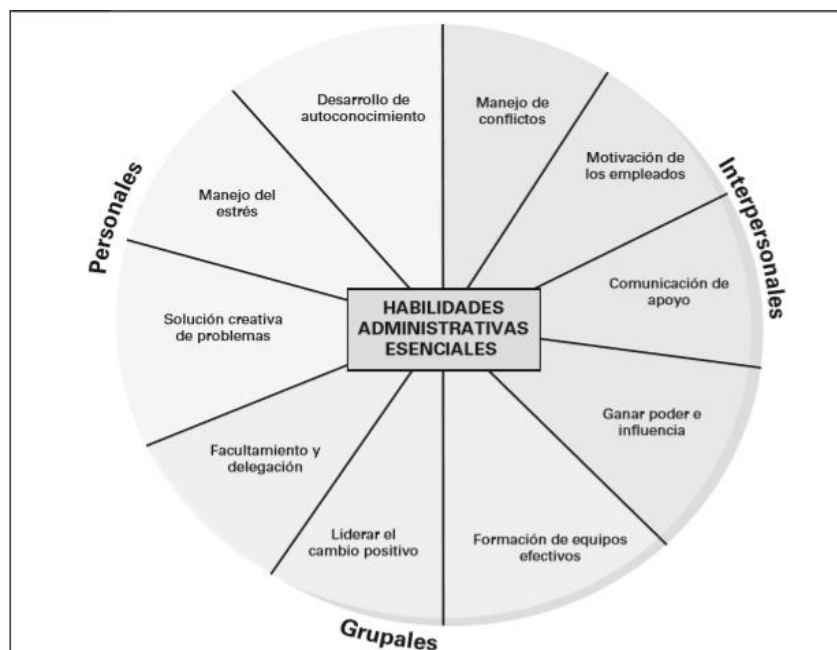 Desarrollo de
autoconocimiento
Manejo de
conflictos
Motivación de
los empleados
Interpersonales
Comunicación de
apoyo
Ganar poder e
influencia
Formación de equipos
efectivos
Grupales
Liderar el
cambio positivo
Facultamiento y
delegación
Solución creativa
de problemas
Manejo del
estrés
Personales
HABILIDADES
ADMINISTRATIVAS
ESENCIALES